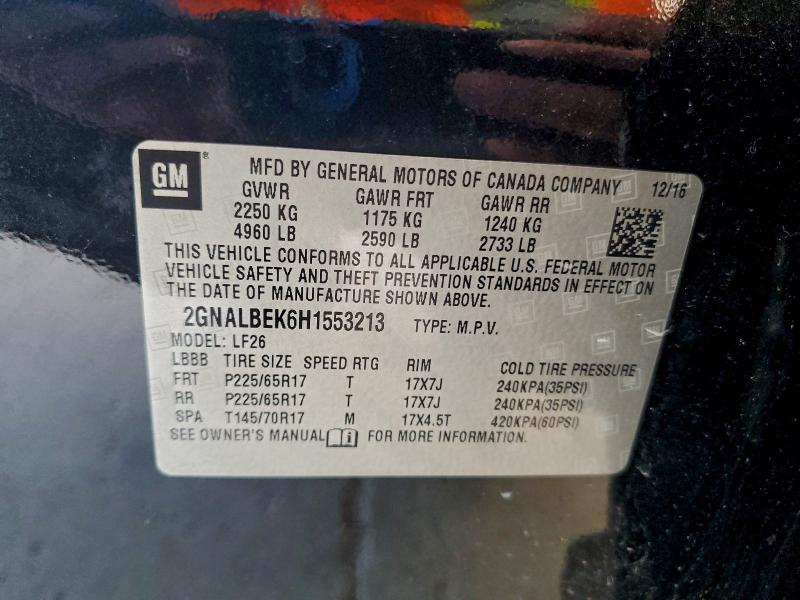 GM® MFD BY GENERAL MOTORS OF CANADA COMPANY 12/16
GVWR GAWR FRT GAWR RR
2250 KG 1175 KG 1240 KG
4960 LB 2590 LB 2733 LB
THIS VEHICLE CONFORMS TO ALL APPLICABLE U.S. FEDERAL MOTOR
VEHICLE SAFETY AND THEFT PREVENTION STANDARDS IN EFFECT ON
THE DATE OF MANUFACTURE SHOWN ABOVE.
2GNALBEK6H1553213 TYPE: M.P.V.
MODEL: LF26
LBBB TIRE SIZE SPEED RTG RIM COLD TIRE PRESSURE
FRT P225/65R17 T 17X7J 240KPA(35PSI)
RR P225/65R17 T 17X7J 240KPA(35PSI)
SPA T145/70R17 M 17X4.5T 420KPA(60PSI)
SEE OWNER'S MANUAL FOR MORE INFORMATION.